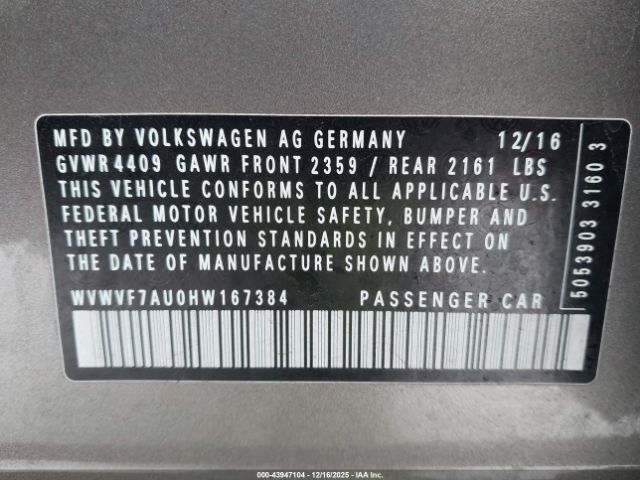 MFD BY VOLKSWAGEN AG GERMANY 12/16
GVWR 4409 GAWR FRONT 2359 / REAR 2161 LBS
THIS VEHICLE CONFORMS TO ALL APPLICABLE U.S.
FEDERAL MOTOR VEHICLE SAFETY, BUMPER AND
THEFT PREVENTION STANDARDS IN EFFECT ON
THE DATE OF MANUFACTURE SHOWN ABOVE.
WVWVF7AU0HW167384 PASSENGER CAR
5053903 3160 3
000-43947104 - 12/16/2025 - IAA Inc.